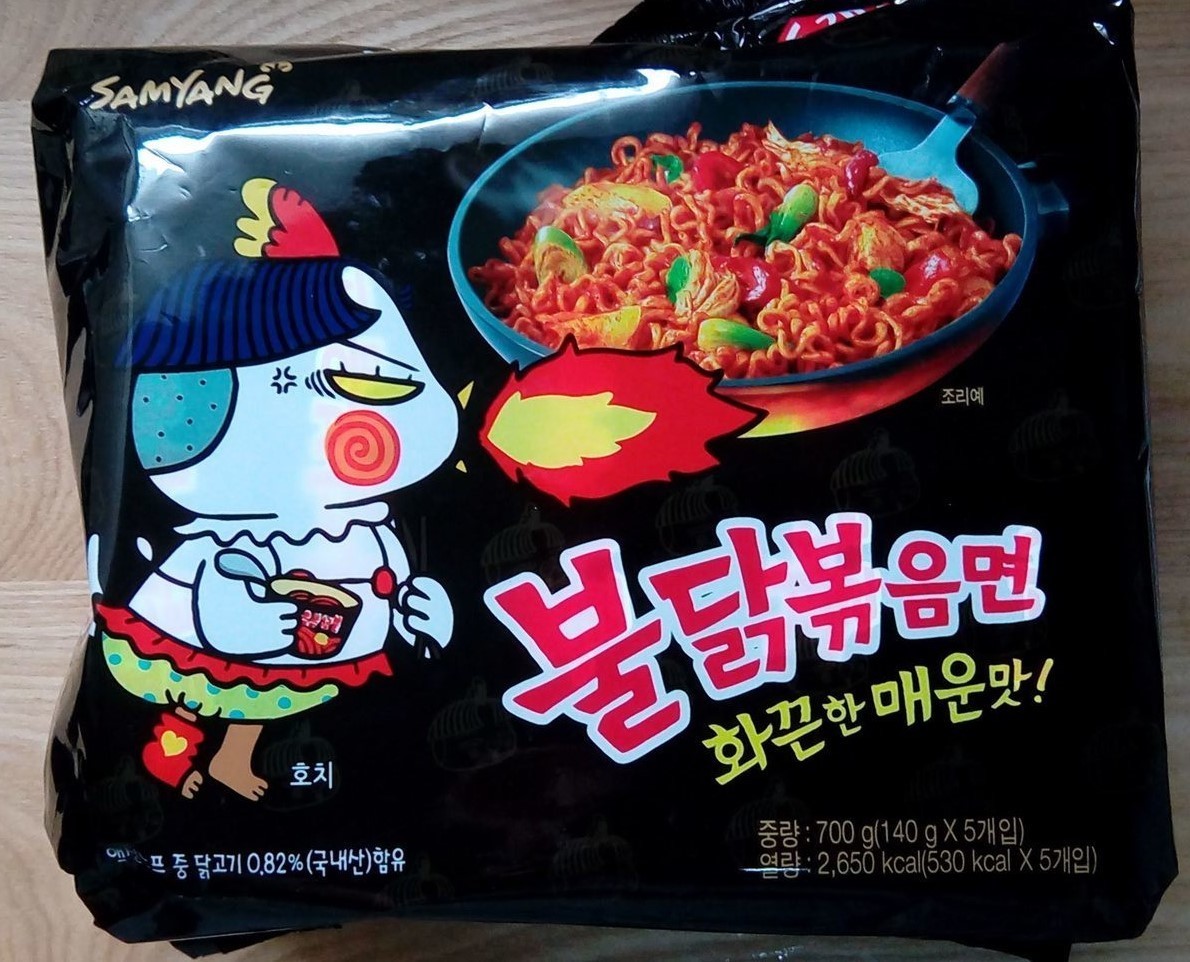 SAMYANG
조리예
불닭볶음면
화끈한 매운맛!
호치
중량 : 700 g(140 g X 5개입)
열량 : 2,650 kcal(530 kcal X 5개입)
중 닭고기 0.82%(국내산)함유